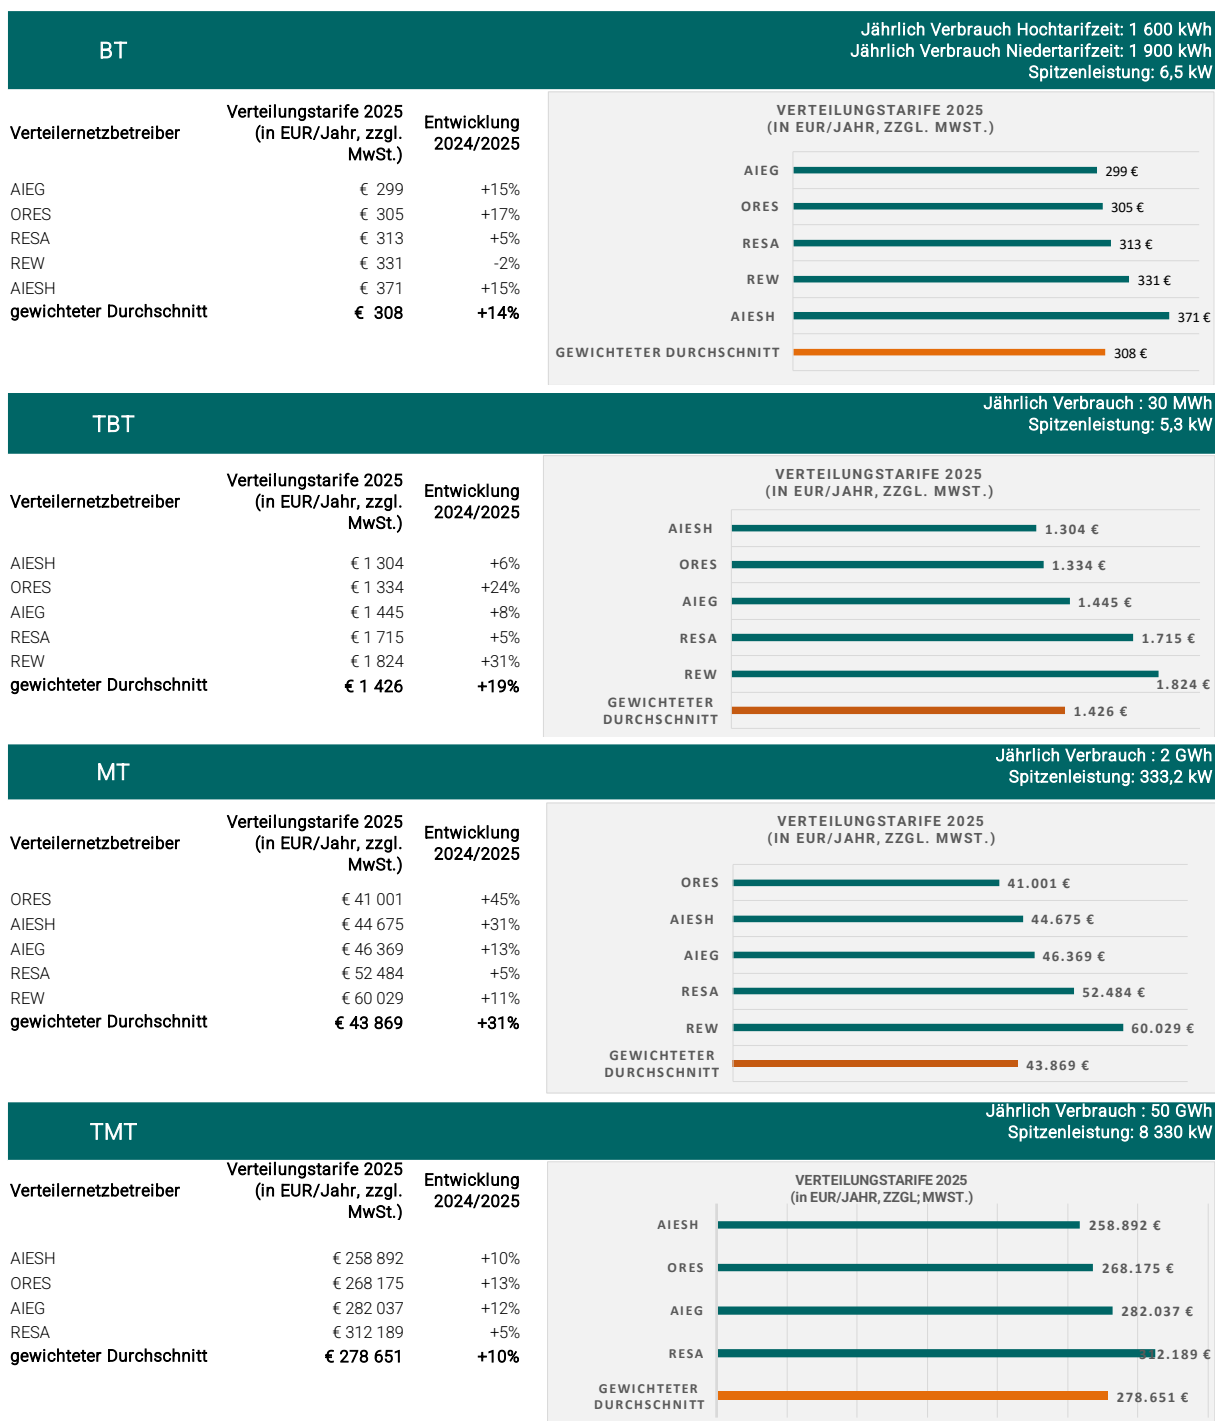 BT
Jährlich Verbrauch Hochtarifzeit: 1 600 kWh
Jährlich Verbrauch Niedertarifzeit: 1 900 kWh
Spitzenleistung: 6,5 kW
Verteilernetzbetreiber
Verteilungstarife 2025
(in EUR/Jahr, zzgl.
MwSt.)
Entwicklung
2024/2025
AIEG € 299 +15%
ORES € 305 +17%
RESA € 313 +5%
REW € 331 -2%
AIESH € 371 +15%
gewichteter Durchschnitt € 308 +14%
VERTEILUNGSTARIFE 2025
(IN EUR/JAHR, ZZGL. MWST.)
AIEG 299 €
ORES 305 €
RESA 313 €
REW 331 €
AIESH 371 €
GEWICHTETER DURCHSCHNITT 308 €
TBT
Jährlich Verbrauch : 30 MWh
Spitzenleistung: 5,3 kW
Verteilernetzbetreiber
Verteilungstarife 2025
(in EUR/Jahr, zzgl.
MwSt.)
Entwicklung
2024/2025
AIESH € 1 304 +6%
ORES € 1 334 +24%
AIEG € 1 445 +8%
RESA € 1 715 +5%
REW € 1 824 +31%
gewichteter Durchschnitt € 1 426 +19%
VERTEILUNGSTARIFE 2025
(IN EUR/JAHR, ZZGL. MWST.)
AIESH 1.304 €
ORES 1.334 €
AIEG 1.445 €
RESA 1.715 €
REW 1.824 €
GEWICHTETER
DURCHSCHNITT 1.426 €
MT
Jährlich Verbrauch : 2 GWh
Spitzenleistung: 333,2 kW
Verteilernetzbetreiber
Verteilungstarife 2025
(in EUR/Jahr, zzgl.
MwSt.)
Entwicklung
2024/2025
ORES € 41 001 +45%
AIESH € 44 675 +31%
AIEG € 46 369 +13%
RESA € 52 484 +5%
REW € 60 029 +11%
gewichteter Durchschnitt € 43 869 +31%
VERTEILUNGSTARIFE 2025
(IN EUR/JAHR, ZZGL. MWST.)
ORES 41.001 €
AIESH 44.675 €
AIEG 46.369 €
RESA 52.484 €
REW 60.029 €
GEWICHTETER
DURCHSCHNITT 43.869 €
TMT
Jährlich Verbrauch : 50 GWh
Spitzenleistung: 8 330 kW
Verteilernetzbetreiber
Verteilungstarife 2025
(in EUR/Jahr, zzgl.
MwSt.)
Entwicklung
2024/2025
AIESH € 258 892 +10%
ORES € 268 175 +13%
AIEG € 282 037 +12%
RESA € 312 189 +5%
gewichteter Durchschnitt € 278 651 +10%
VERTEILUNGSTARIFE 2025
(in EUR/JAHR, ZZGL; MWST.)
AIESH 258.892 €
ORES 268.175 €
AIEG 282.037 €
RESA 312.189 €
GEWICHTETER
DURCHSCHNITT 278.651 €